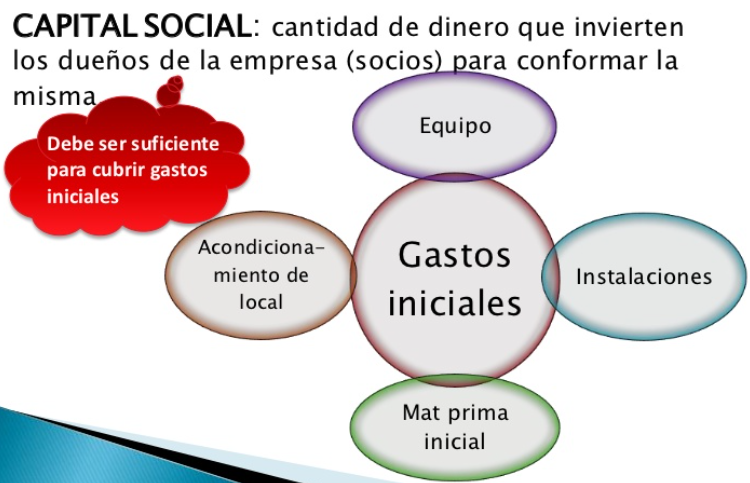 CAPITAL SOCIAL: cantidad de dinero que invierten
los dueños de la empresa (socios) para conformar la
misma
Debe ser suficiente
para cubrir gastos
iniciales
Equipo
Acondiciona-
miento de
local
Gastos
iniciales
Instalaciones
Mat prima
inicial